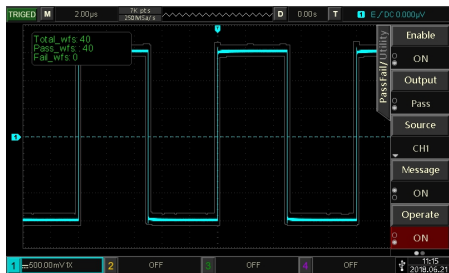 TRIGED M 2.00μs 7K pts 250MSa/s D 0.00s T 1 E/DC 0.000μV
Total_wfs:40
Pass_wfs :40
Fail_wfs:0
PassFail/Utility
Enable
ON
Output
Pass
Source
CH1
Message
ON
Operate
ON
1
1 500.00mV 1X 2 OFF 3 OFF 4 OFF
11:15
2018.06.21